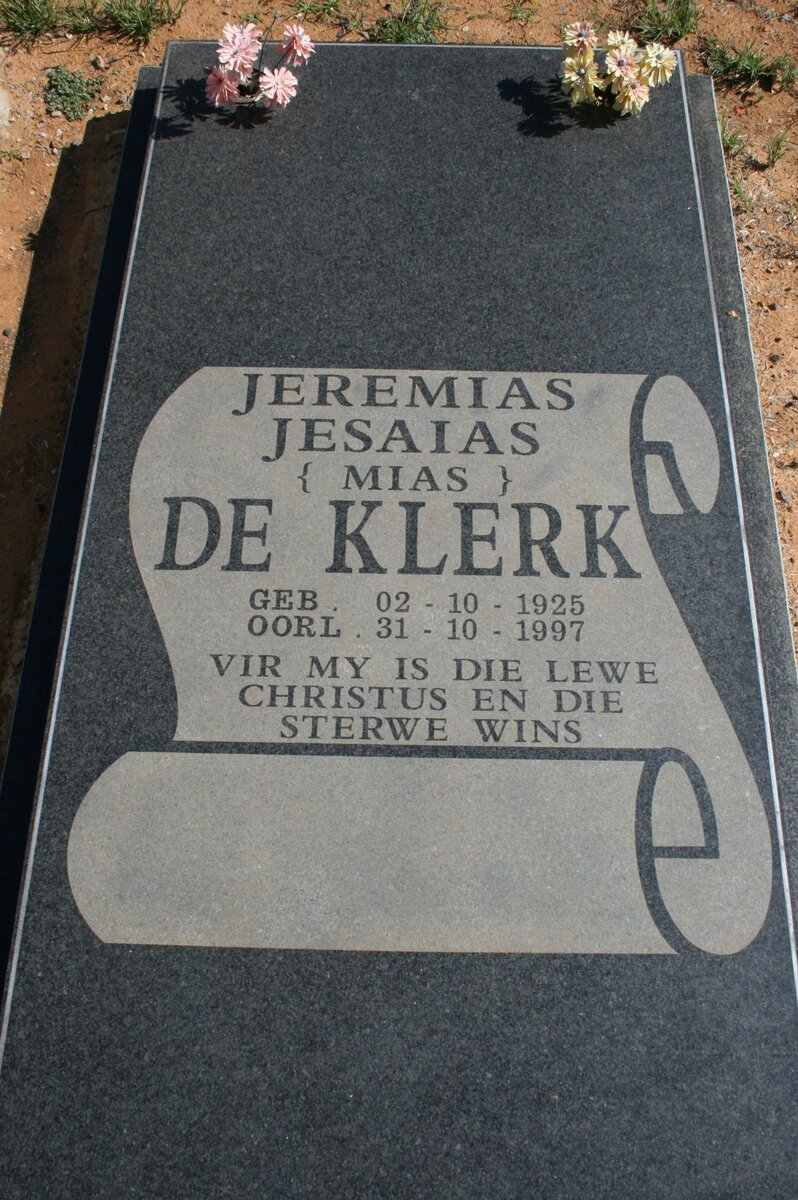 JEREMIAS
JESAIAS
{ MIAS }
DE KLERK
GEB. 02 - 10 - 1925
OORL. 31 - 10 - 1997
VIR MY IS DIE LEWE
CHRISTUS EN DIE
STERWE WINS